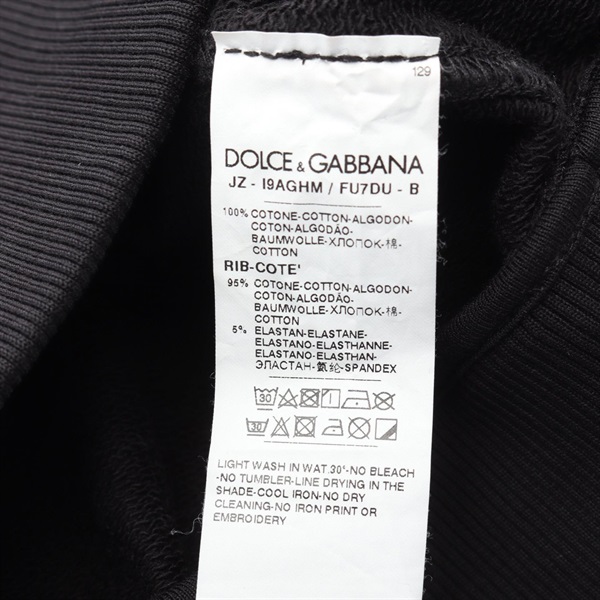 129
DOLCE & GABBANA
JZ - I9AGHM / FU7DU - B
100% COTONE-COTTON-ALGODON-
COTON-ALGODÃO-
BAUMWOLLE-ХЛОПОК-棉-
COTTON
RIB-COTE'
95% COTONE-COTTON-ALGODON-
COTON-ALGODÃO-
BAUMWOLLE-ХЛОПОК-棉-
COTTON
5% ELASTAN-ELASTANE-
ELASTANO-ELASTHANNE-
ELASTANO-ELASTHAN-
ЭЛАСТАН-氨纶-SPANDEX
30
30
LIGHT WASH IN WAT.30°-NO BLEACH
-NO TUMBLER-LINE DRYING IN THE
SHADE-COOL IRON-NO DRY
CLEANING-NO IRON PRINT OR
EMBROIDERY